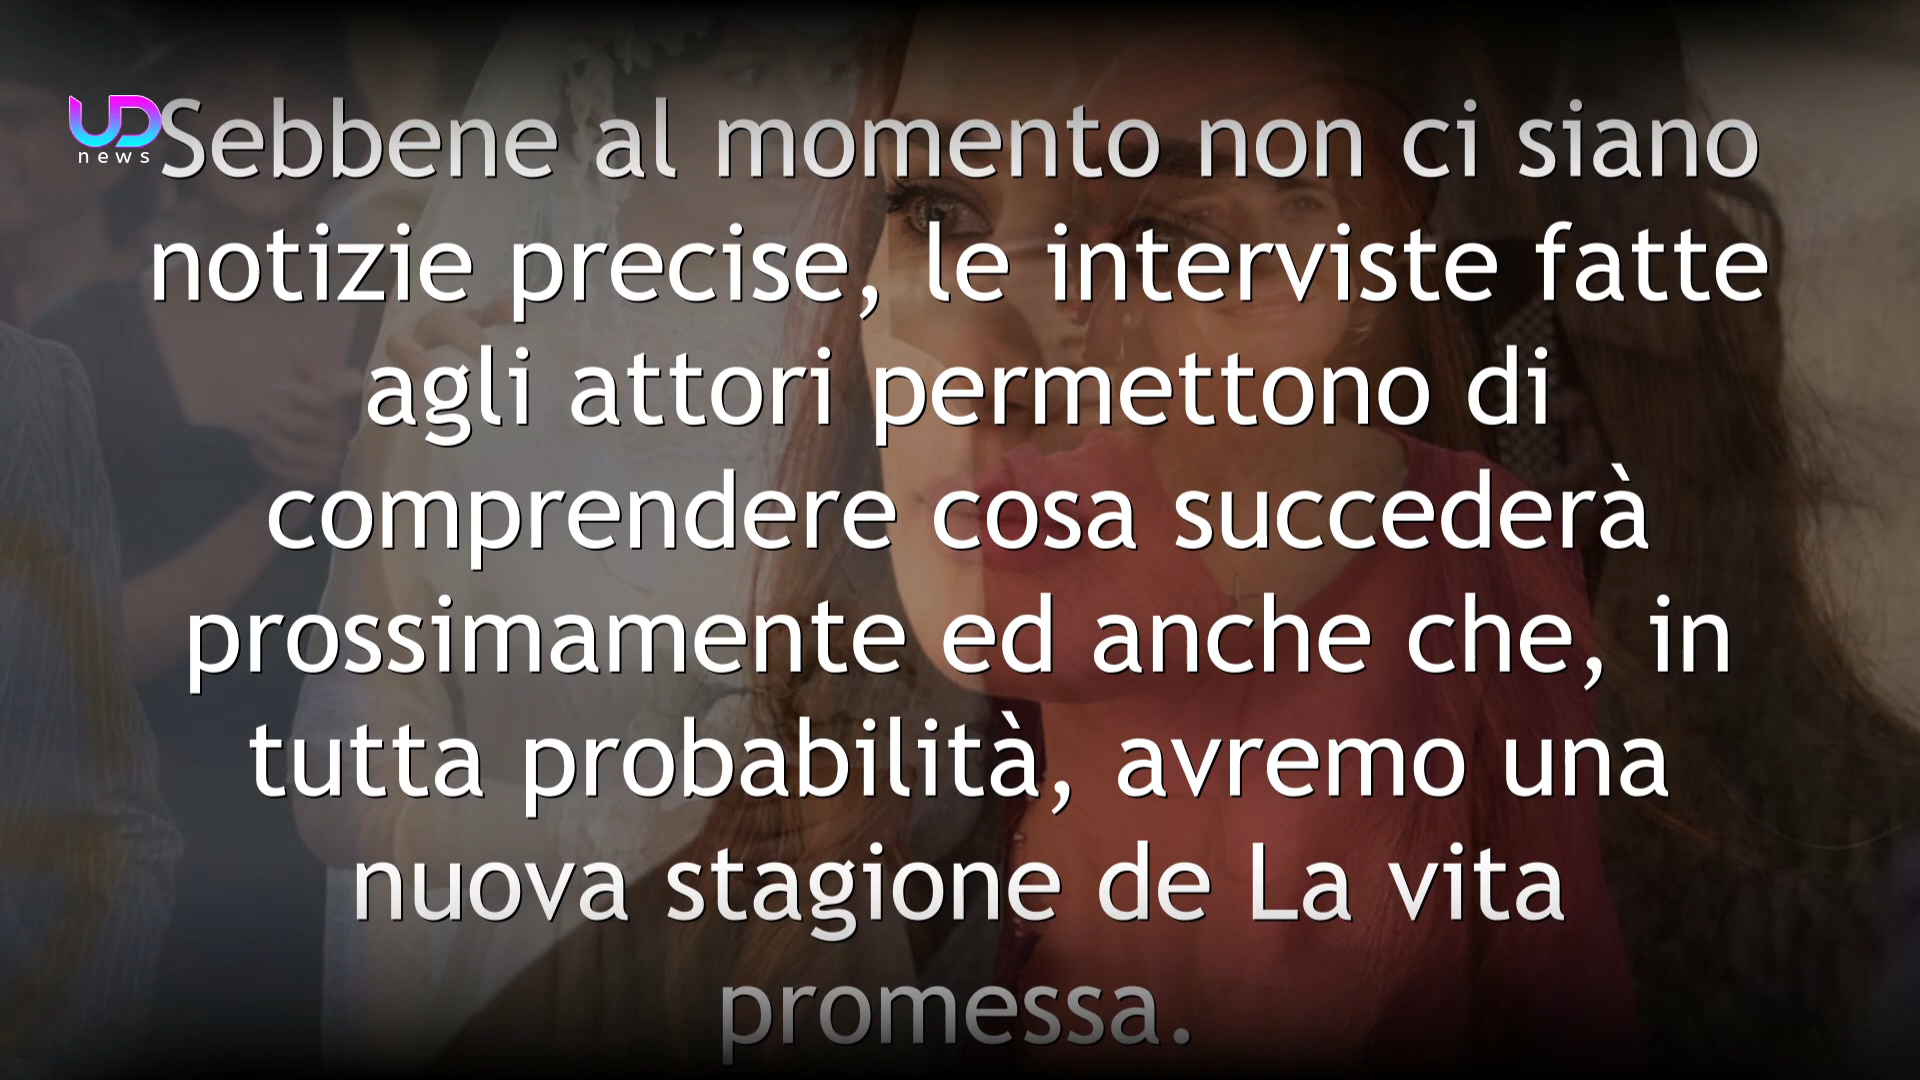 UD
news
Sebbene al momento non ci siano
notizie precise, le interviste fatte
agli attori permettono di
comprendere cosa succederà
prossimamente ed anche che, in
tutta probabilità, avremo una
nuova stagione de La vita
promessa.